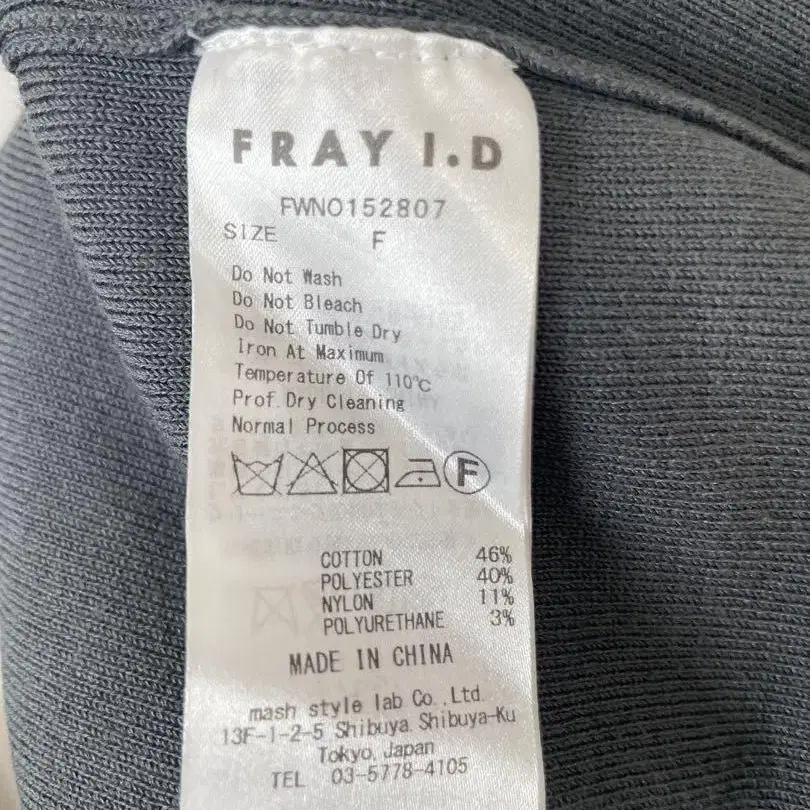 FRAY I.D
FWNO152807
SIZE F
Do Not Wash
Do Not Bleach
Do Not Tumble Dry
Iron At Maximum
Temperature Of 110℃
Prof.Dry Cleaning
Normal Process
F
COTTON 46%
POLYESTER 40%
NYLON 11%
POLYURETHANE 3%
MADE IN CHINA
mash style lab Co.,Ltd.
13F-1-2-5 Shibuya Shibuya-Ku
Tokyo,Japan
TEL 03-5778-4105